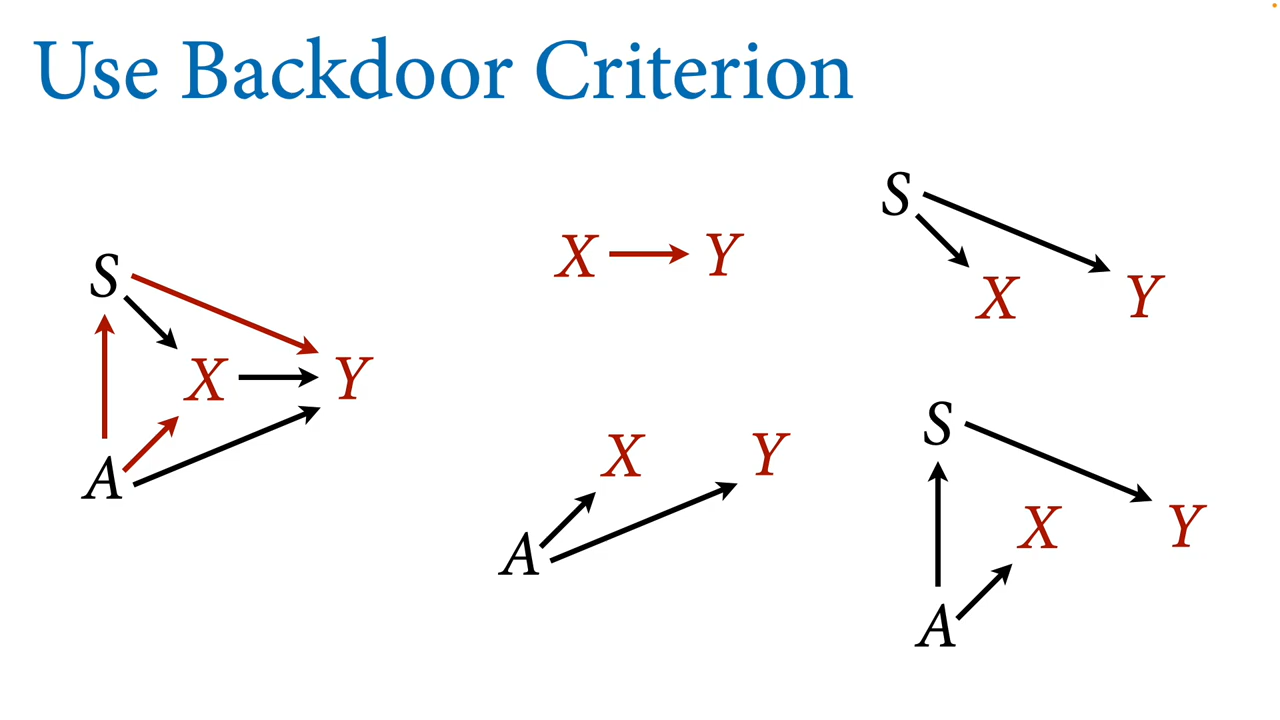 Use Backdoor Criterion
S
X Y
A
X → Y
X Y
A
S
X Y
S
X Y
A